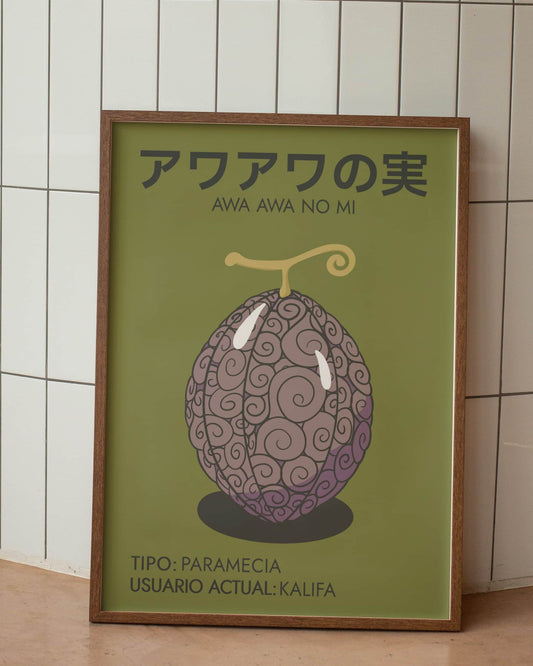 アワアワの実
AWA AWA NO MI
TIPO: PARAMECIA
USUARIO ACTUAL: KALIFA